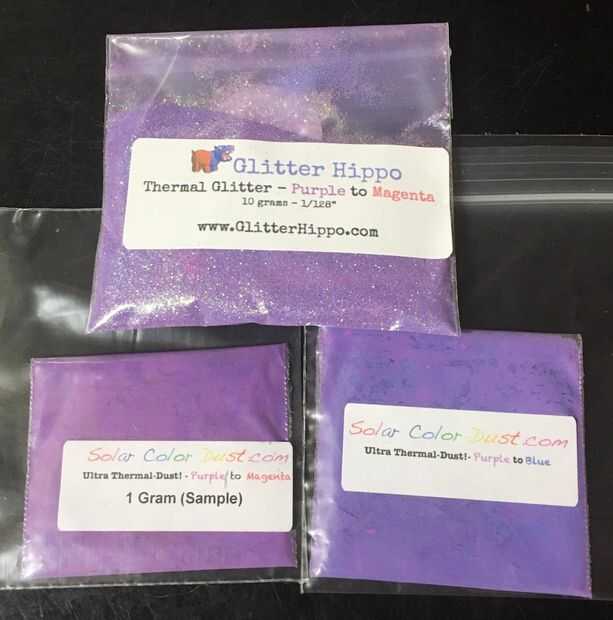 Glitter Hippo
Thermal Glitter - Purple to Magenta
10 grams - 1/128"
www.GlitterHippo.com
Solar Color Dust.com
Ultra Thermal-Dust! - Purple to Magenta
1 Gram (Sample)
Solar Color Dust.com
Ultra Thermal-Dust!- Purple to Blue